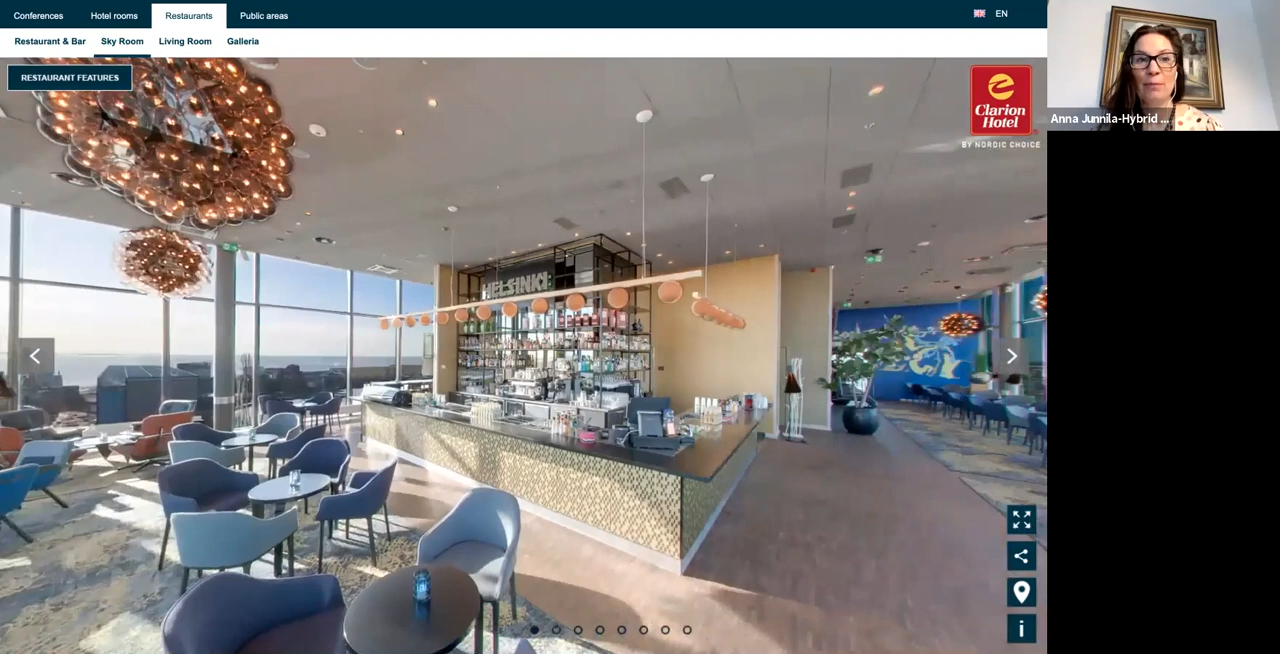 Conferences
Hotel rooms
Restaurants
Public areas
EN
Restaurant & Bar
Sky Room
Living Room
Galleria
RESTAURANT FEATURES
Clarion
Hotel
BY NORDIC CHOICE
HELSINKI
Anna Junnila-Hybrid ...